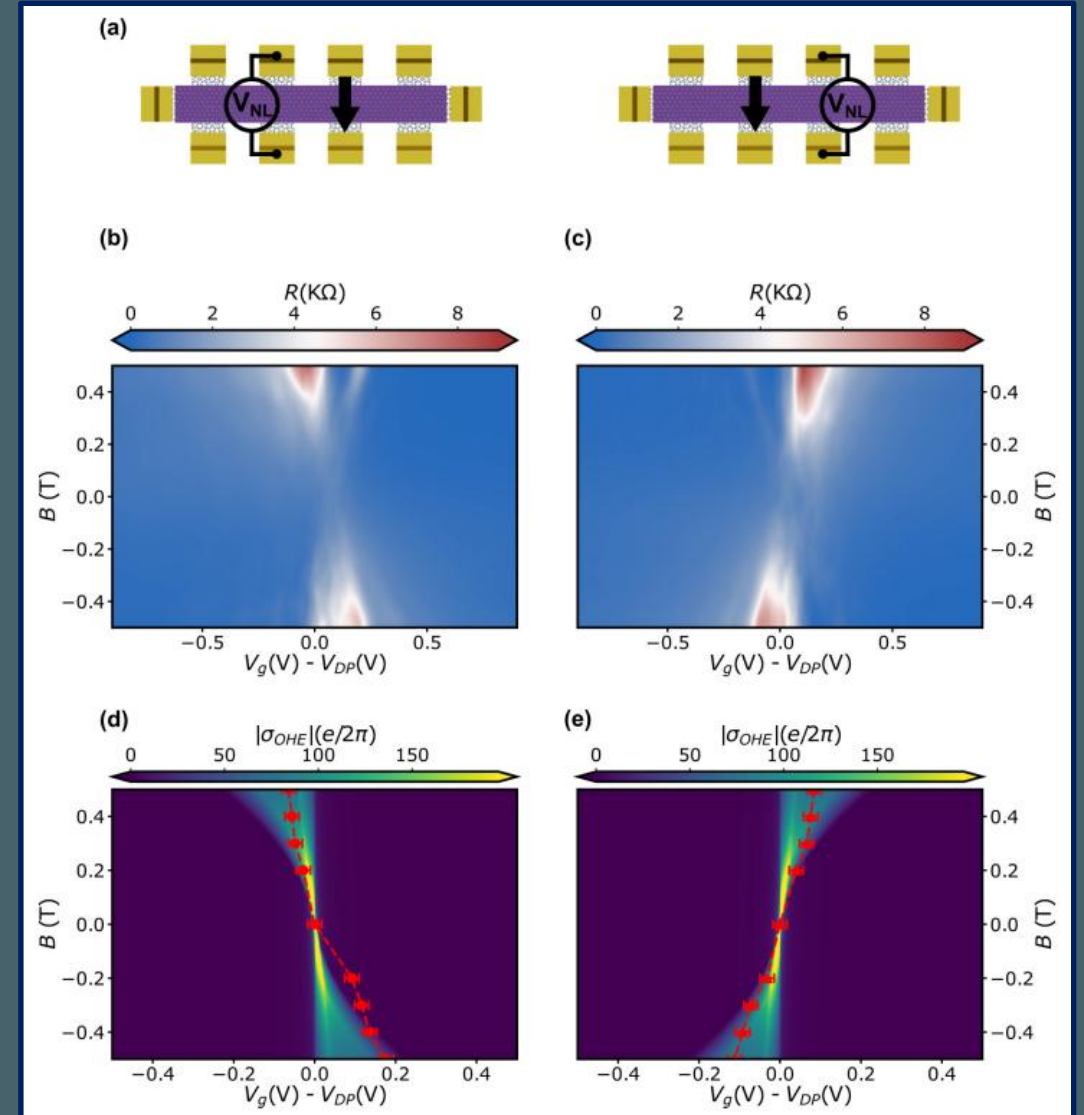 (a)
V_NL V_NL
(b) (c)
R(KΩ) R(KΩ)
0 2 4 6 8 0 2 4 6 8
0.4 0.4
0.2 0.2
B (T) 0.0 0.0 B (T)
−0.2 −0.2
−0.4 −0.4
−0.5 0.0 0.5 −0.5 0.0 0.5
V_g(V) - V_DP(V) V_g(V) - V_DP(V)
(d) (e)
|σ_OHE|(e/2π) |σ_OHE|(e/2π)
0 50 100 150 0 50 100 150
0.4 0.4
0.2 0.2
B (T) 0.0 0.0 B (T)
−0.2 −0.2
−0.4 −0.4
−0.4 −0.2 0.0 0.2 0.4 −0.4 −0.2 0.0 0.2 0.4
V_g(V) - V_DP(V) V_g(V) - V_DP(V)